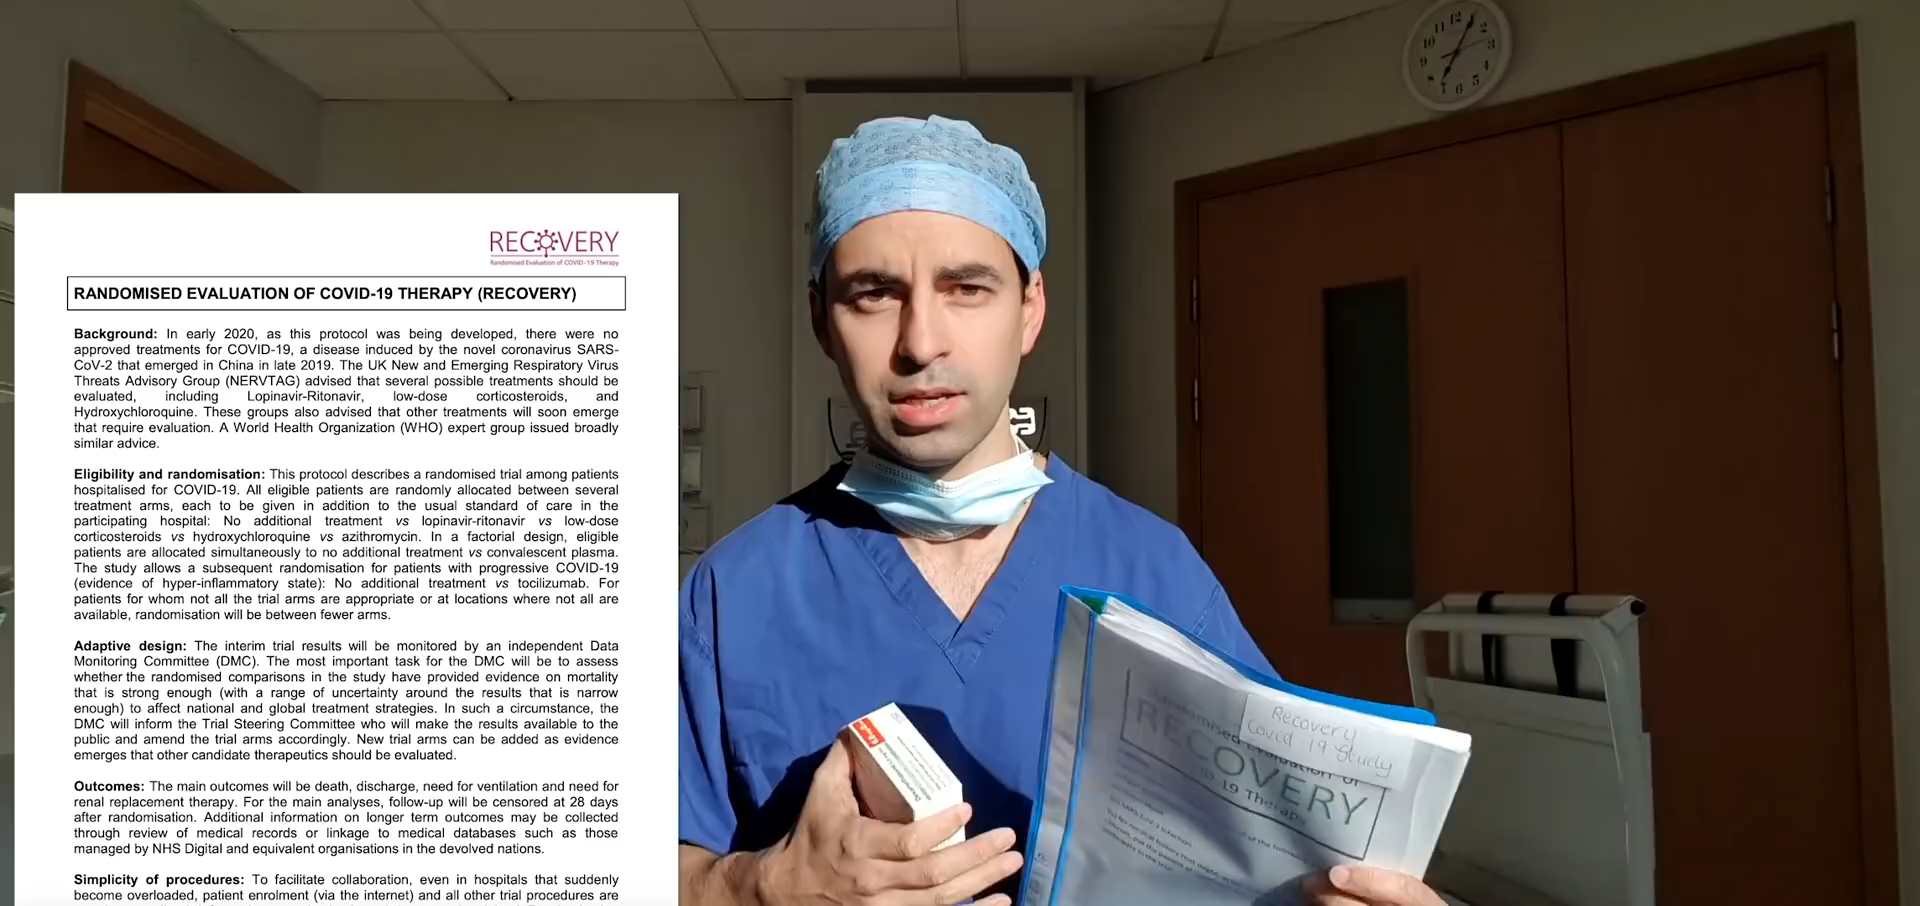 RECOVERY
Randomised Evaluation of COVID-19 Therapy
RANDOMISED EVALUATION OF COVID-19 THERAPY (RECOVERY)
Background: In early 2020, as this protocol was being developed, there were no
approved treatments for COVID-19, a disease induced by the novel coronavirus SARS-
CoV-2 that emerged in China in late 2019. The UK New and Emerging Respiratory Virus
Threats Advisory Group (NERVTAG) advised that several possible treatments should be
evaluated, including Lopinavir-Ritonavir, low-dose corticosteroids, and
Hydroxychloroquine. These groups also advised that other treatments will soon emerge
that require evaluation. A World Health Organization (WHO) expert group issued broadly
similar advice.
Eligibility and randomisation: This protocol describes a randomised trial among patients
hospitalised for COVID-19. All eligible patients are randomly allocated between several
treatment arms, each to be given in addition to the usual standard of care in the
participating hospital: No additional treatment vs lopinavir-ritonavir vs low-dose
corticosteroids vs hydroxychloroquine vs azithromycin. In a factorial design, eligible
patients are allocated simultaneously to no additional treatment vs convalescent plasma.
The study allows a subsequent randomisation for patients with progressive COVID-19
(evidence of hyper-inflammatory state): No additional treatment vs tocilizumab. For
patients for whom not all the trial arms are appropriate or at locations where not all are
available, randomisation will be between fewer arms.
Adaptive design: The interim trial results will be monitored by an independent Data
Monitoring Committee (DMC). The most important task for the DMC will be to assess
whether the randomised comparisons in the study have provided evidence on mortality
that is strong enough (with a range of uncertainty around the results that is narrow
enough) to affect national and global treatment strategies. In such a circumstance, the
DMC will inform the Trial Steering Committee who will make the results available to the
public and amend the trial arms accordingly. New trial arms can be added as evidence
emerges that other candidate therapeutics should be evaluated.
Outcomes: The main outcomes will be death, discharge, need for ventilation and need for
renal replacement therapy. For the main analyses, follow-up will be censored at 28 days
after randomisation. Additional information on longer term outcomes may be collected
through review of medical records or linkage to medical databases such as those
managed by NHS Digital and equivalent organisations in the devolved nations.
Simplicity of procedures: To facilitate collaboration, even in hospitals that suddenly
become overloaded, patient enrolment (via the internet) and all other trial procedures are
12
1
2
3
4
5
6
7
8
9
10
11
Recovery
Covid 19 study
RECOVERY
19 Therapy